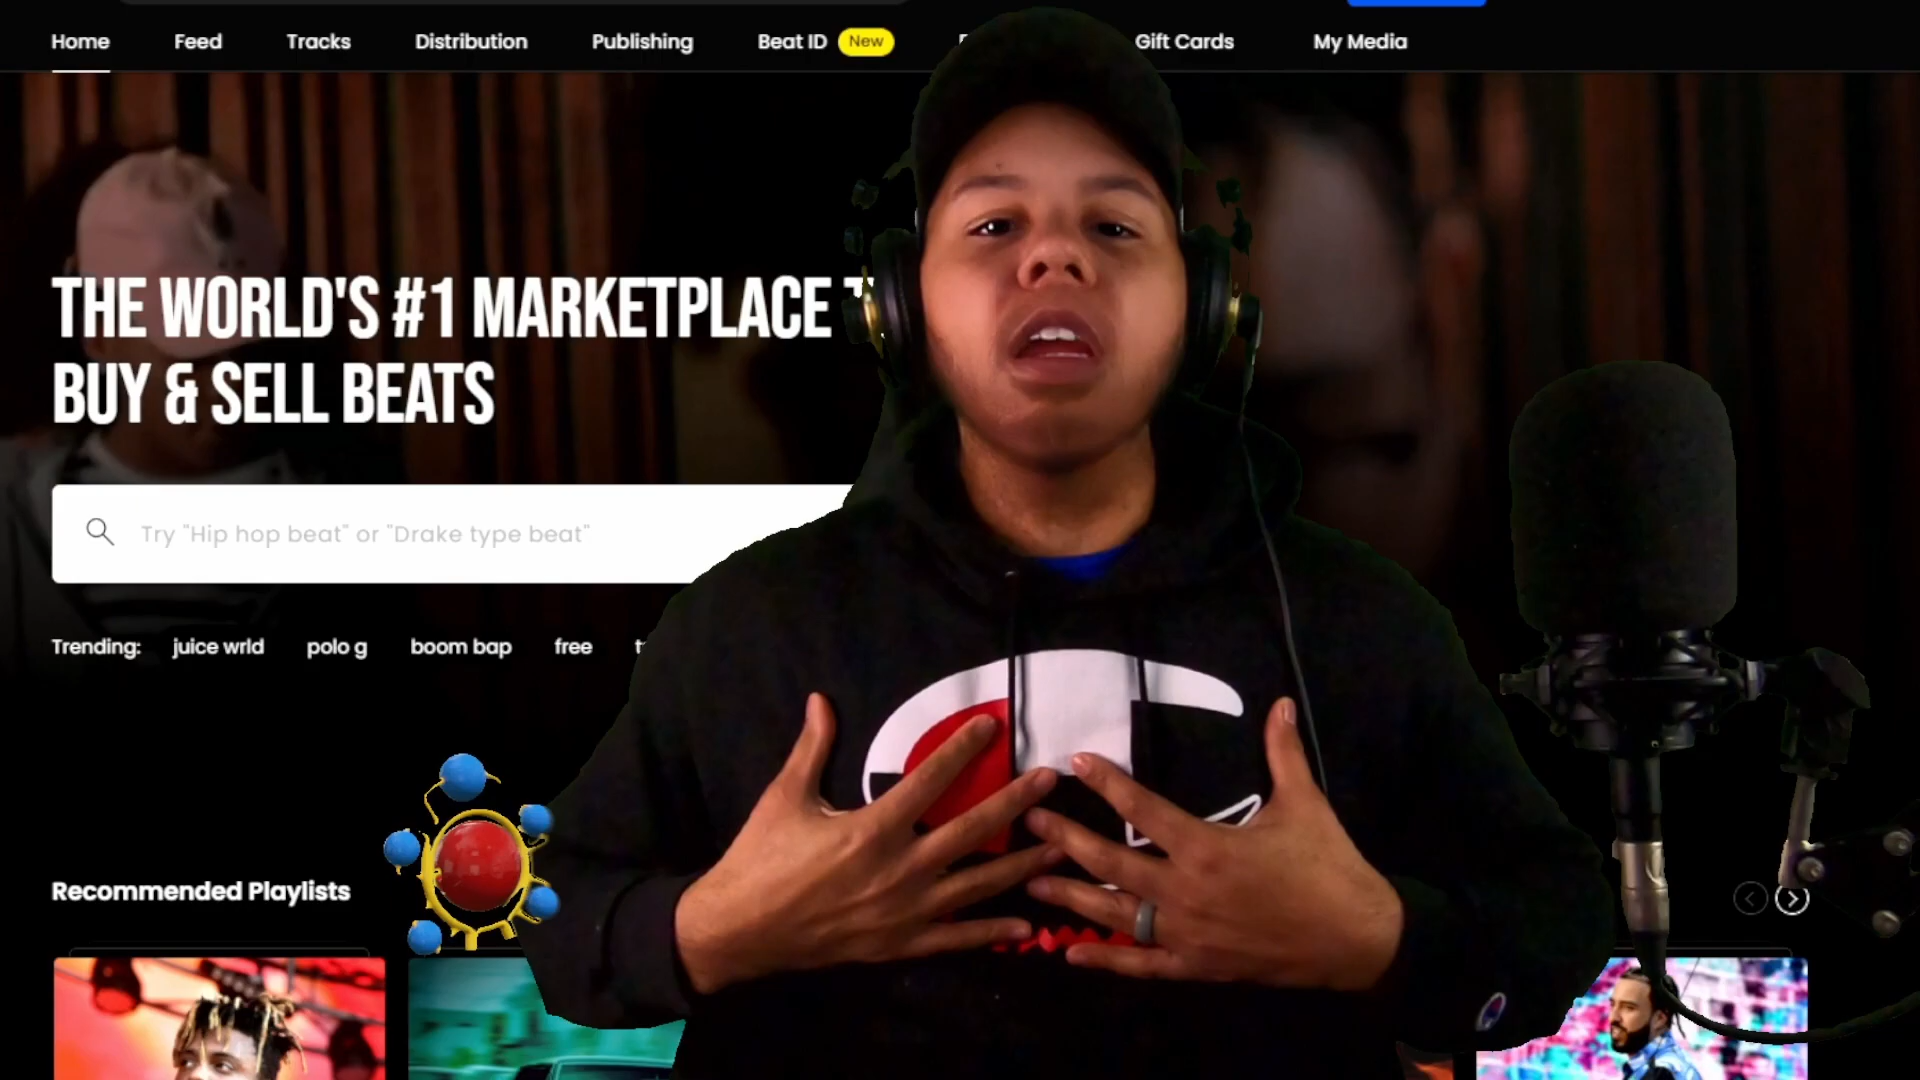 Home Feed Tracks Distribution Publishing Beat ID New Gift Cards My Media
THE WORLD'S #1 MARKETPLACE
BUY & SELL BEATS
Try "Hip hop beat" or "Drake type beat"
Trending: juice wrld polo g boom bap free
Recommended Playlists